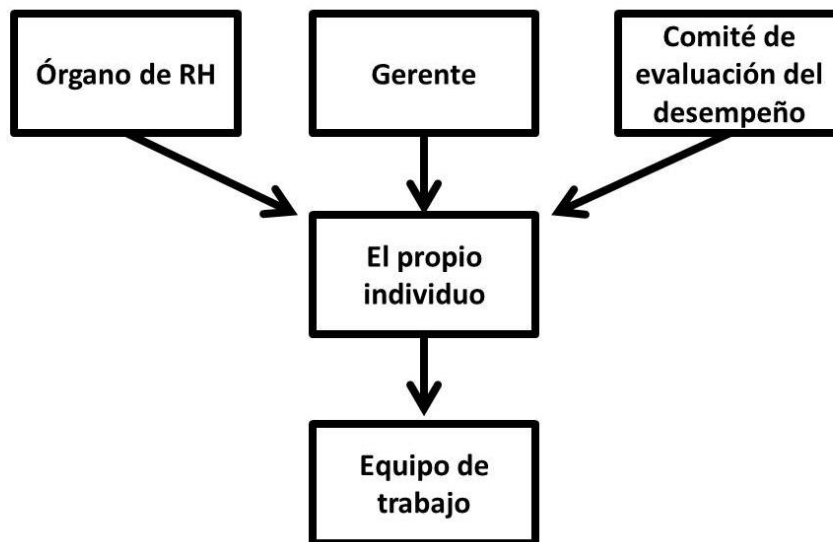 Órgano de RH
Gerente
Comité de
evaluación del
desempeño
El propio
individuo
Equipo de
trabajo